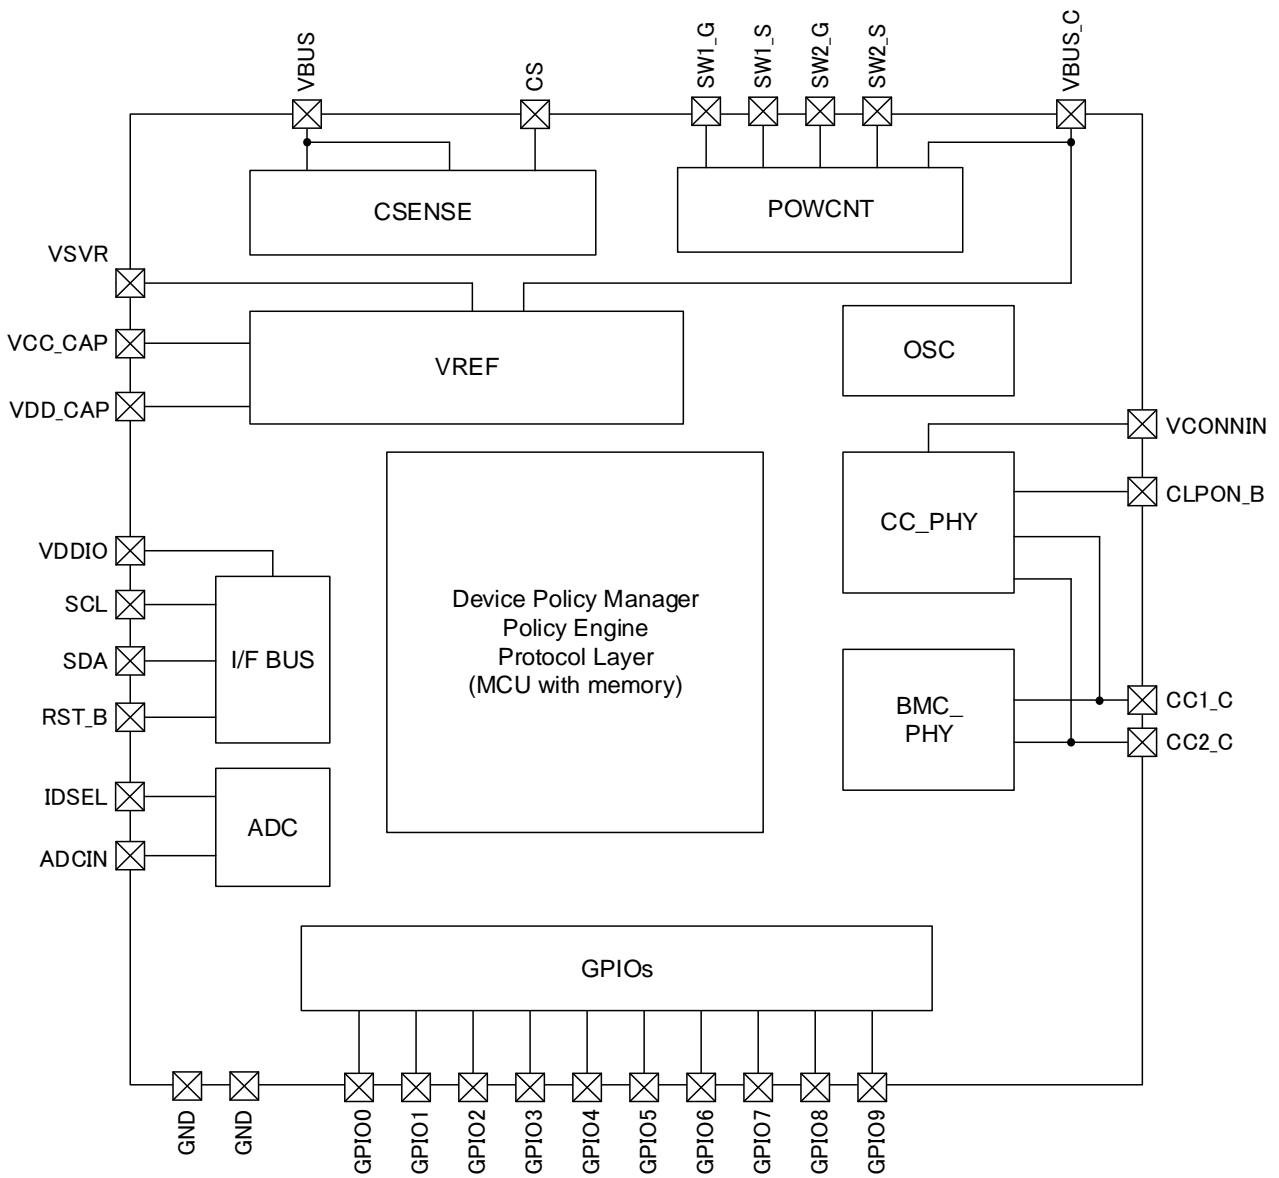 VBUS
CS
SW1_G
SW1_S
SW2_G
SW2_S
VBUS_C
CSENSE
POWCNT
VSVR
VCC_CAP
VDD_CAP
VREF
OSC
VCONNIN
CLPON_B
CC_PHY
VDDIO
SCL
SDA
RST_B
I/F BUS
Device Policy Manager
Policy Engine
Protocol Layer
(MCU with memory)
BMC_
PHY
CC1_C
CC2_C
IDSEL
ADCIN
ADC
GPIOs
GND
GND
GPIO0
GPIO1
GPIO2
GPIO3
GPIO4
GPIO5
GPIO6
GPIO7
GPIO8
GPIO9